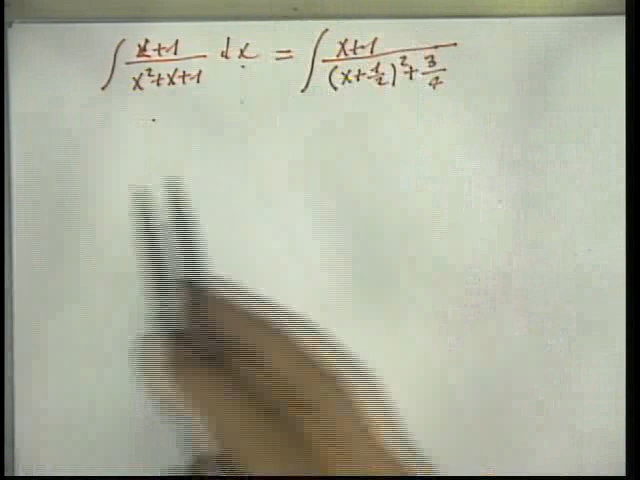 ∫ x+1 / x²+x+1 dx = ∫ x+1 / (x+1/2)²+3/4